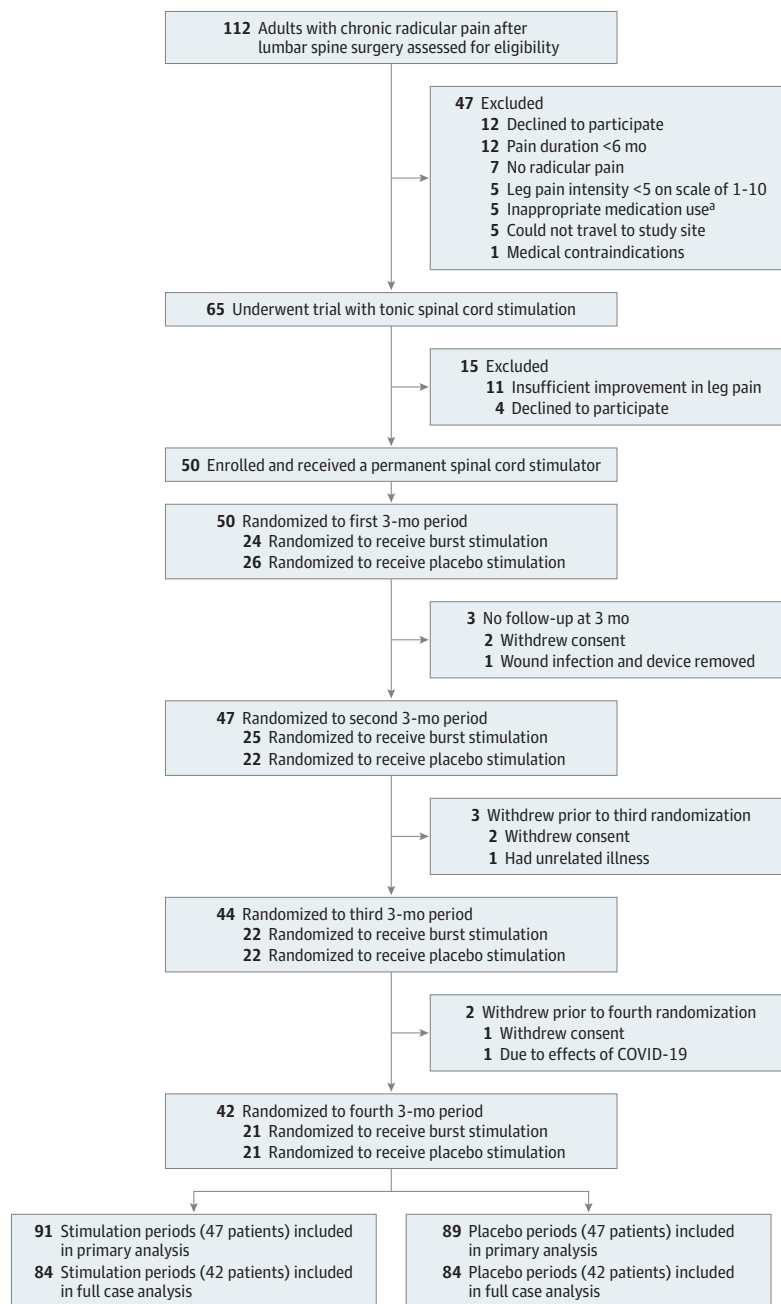 112 Adults with chronic radicular pain after
lumbar spine surgery assessed for eligibility
47 Excluded
12 Declined to participate
12 Pain duration <6 mo
7 No radicular pain
5 Leg pain intensity <5 on scale of 1-10
5 Inappropriate medication useᵃ
5 Could not travel to study site
1 Medical contraindications
65 Underwent trial with tonic spinal cord stimulation
15 Excluded
11 Insufficient improvement in leg pain
4 Declined to participate
50 Enrolled and received a permanent spinal cord stimulator
50 Randomized to first 3-mo period
24 Randomized to receive burst stimulation
26 Randomized to receive placebo stimulation
3 No follow-up at 3 mo
2 Withdrew consent
1 Wound infection and device removed
47 Randomized to second 3-mo period
25 Randomized to receive burst stimulation
22 Randomized to receive placebo stimulation
3 Withdrew prior to third randomization
2 Withdrew consent
1 Had unrelated illness
44 Randomized to third 3-mo period
22 Randomized to receive burst stimulation
22 Randomized to receive placebo stimulation
2 Withdrew prior to fourth randomization
1 Withdrew consent
1 Due to effects of COVID-19
42 Randomized to fourth 3-mo period
21 Randomized to receive burst stimulation
21 Randomized to receive placebo stimulation
91 Stimulation periods (47 patients) included
in primary analysis
84 Stimulation periods (42 patients) included
in full case analysis
89 Placebo periods (47 patients) included
in primary analysis
84 Placebo periods (42 patients) included
in full case analysis